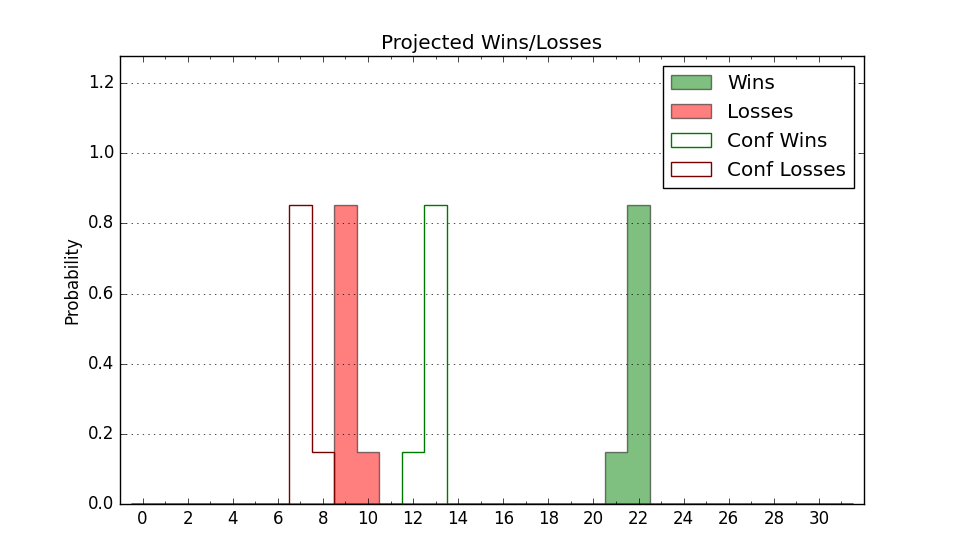 Projected Wins/Losses
1.2
1.0
0.8
0.6
0.4
0.2
0.0
Probability
Wins
Losses
Conf Wins
Conf Losses
0 2 4 6 8 10 12 14 16 18 20 22 24 26 28 30